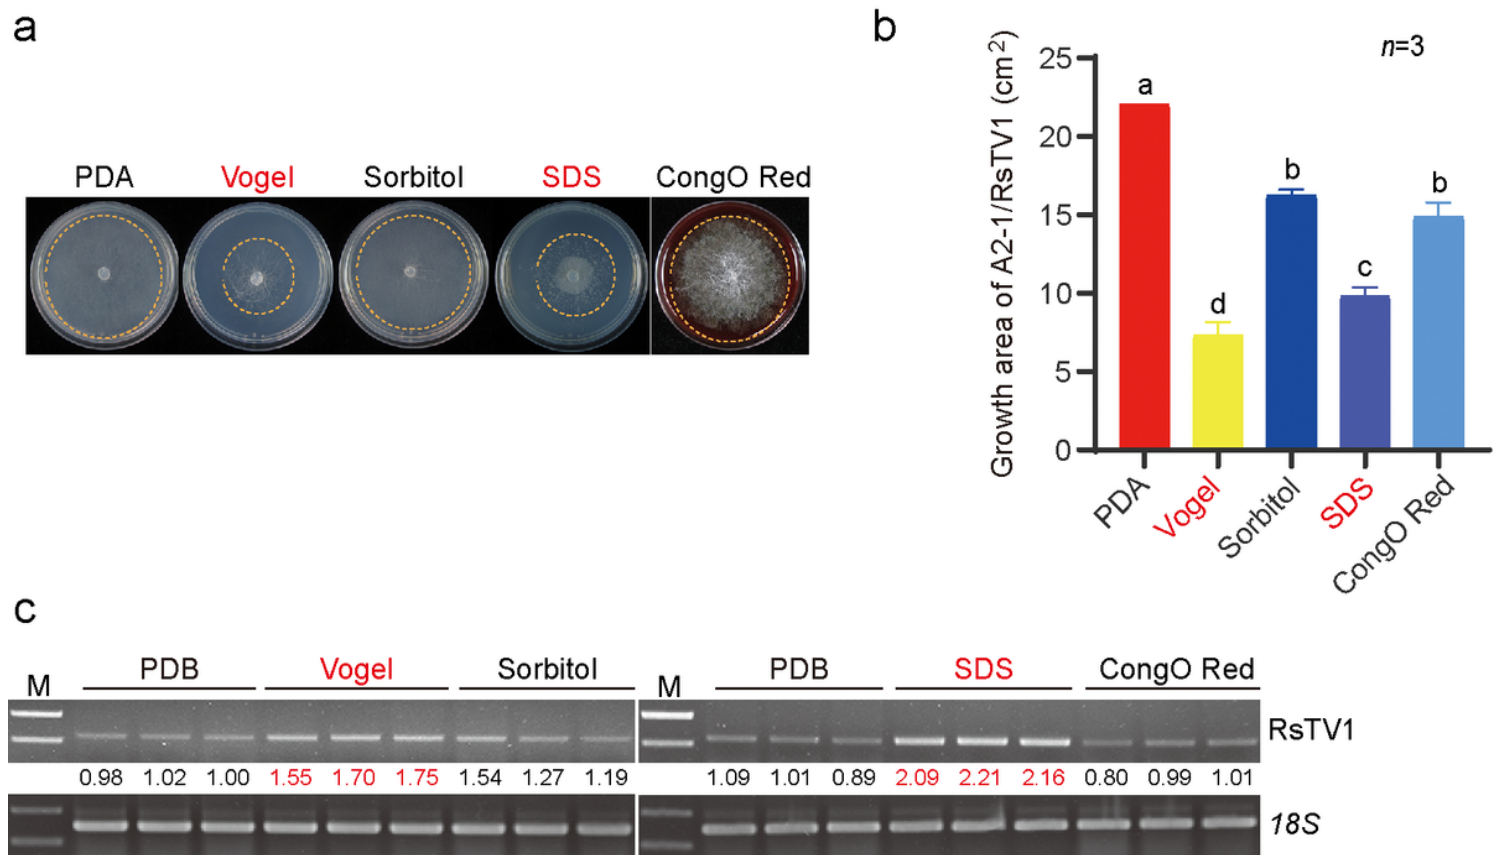 a
PDA Vogel Sorbitol SDS CongO Red
b
n=3
Growth area of A2-1/RsTV1 (cm²)
25
20
15
10
5
0
a
d
b
c
b
PDA
Vogel
Sorbitol
SDS
CongO Red
c
M PDB Vogel Sorbitol M PDB SDS CongO Red
RsTV1
0.98 1.02 1.00 1.55 1.70 1.75 1.54 1.27 1.19 1.09 1.01 0.89 2.09 2.21 2.16 0.80 0.99 1.01
18S